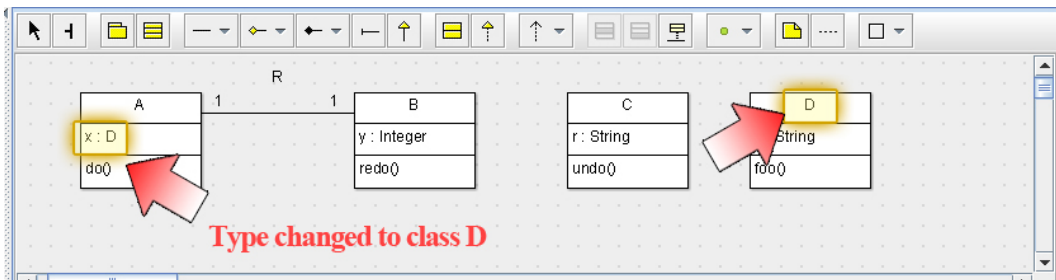 R
A
1
1
B
C
D
x : D
y : Integer
r : String
String
do()
redo()
undo()
foo()
Type changed to class D